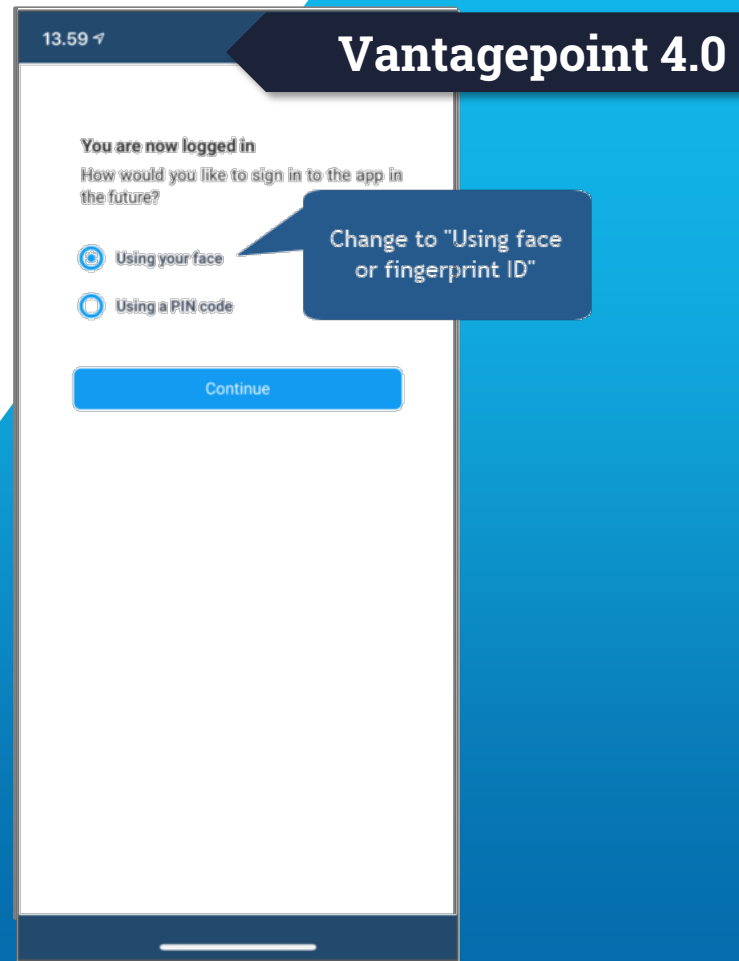 13.59
Vantagepoint 4.0
You are now logged in
How would you like to sign in to the app in
the future?
Using your face
Using a PIN code
Change to "Using face
or fingerprint ID"
Continue